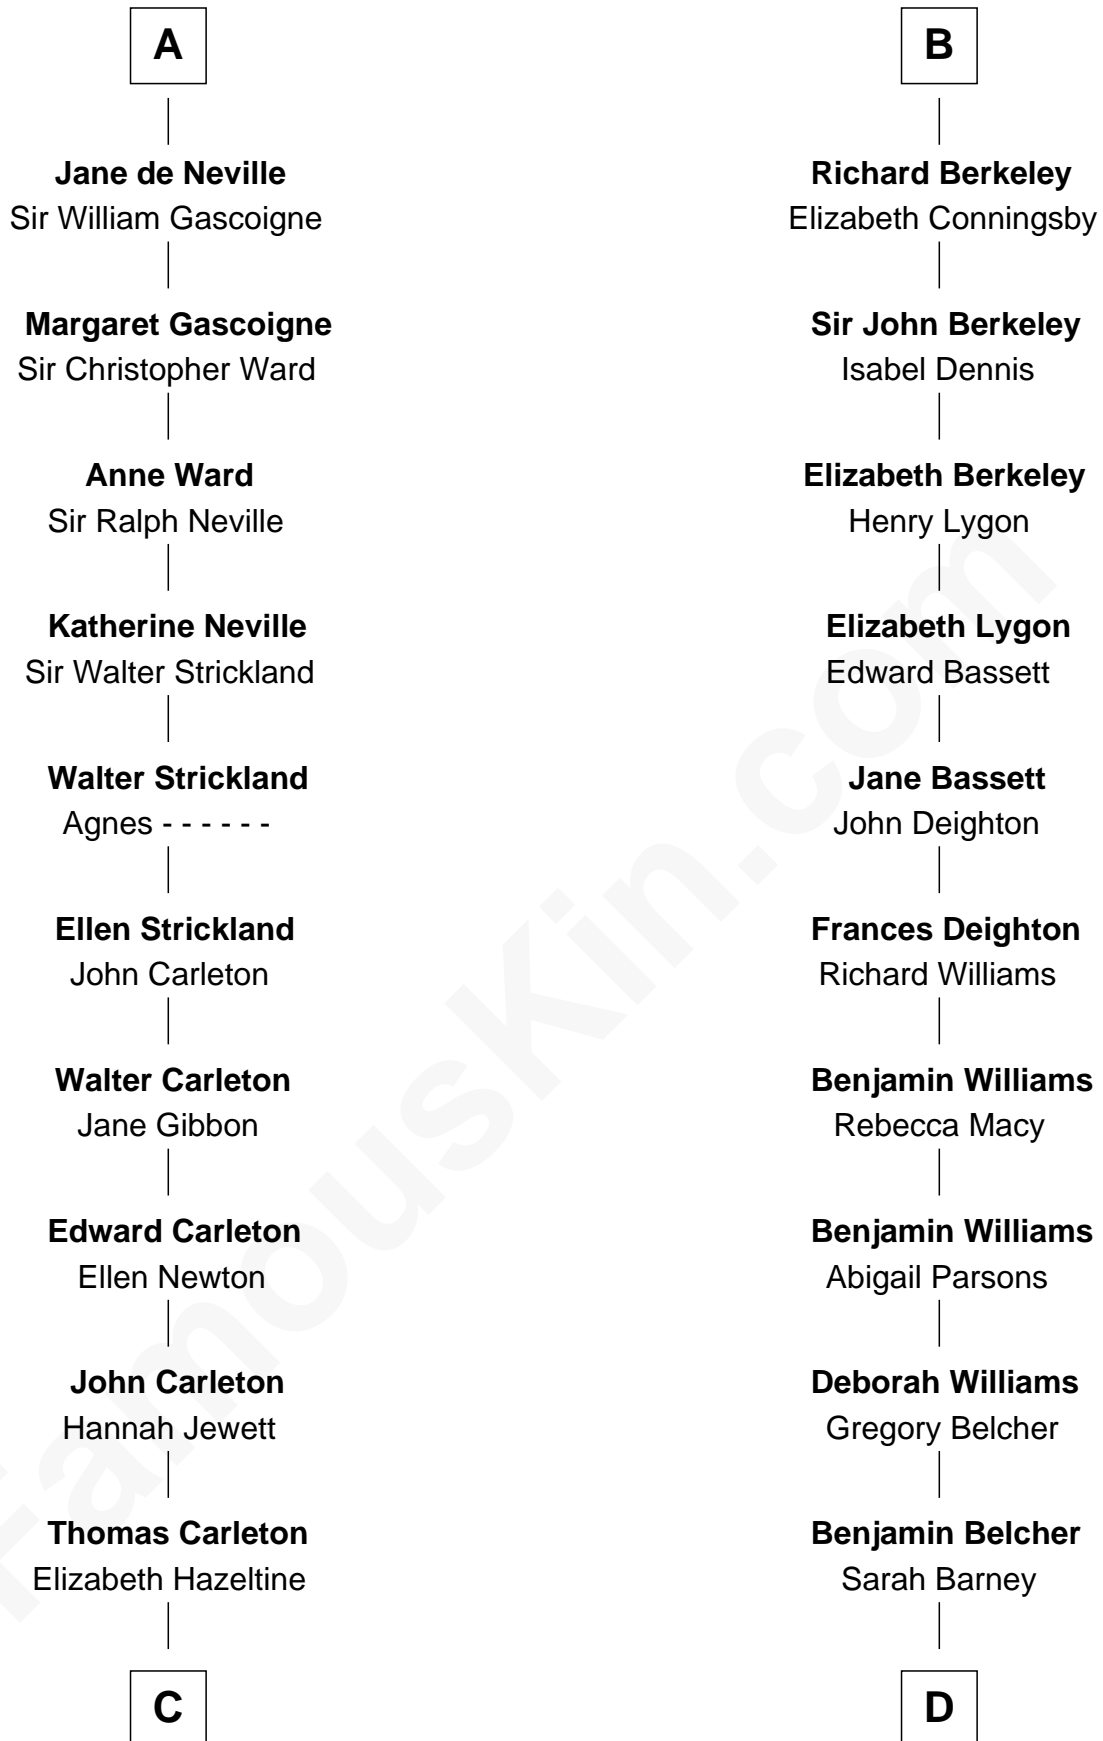 A
Jane de Neville
Sir William Gascoigne
Margaret Gascoigne
Sir Christopher Ward
Anne Ward
Sir Ralph Neville
Katherine Neville
Sir Walter Strickland
Walter Strickland
Agnes - - - - - -
Ellen Strickland
John Carleton
Walter Carleton
Jane Gibbon
Edward Carleton
Ellen Newton
John Carleton
Hannah Jewett
Thomas Carleton
Elizabeth Hazeltine
C
B
Richard Berkeley
Elizabeth Conningsby
Sir John Berkeley
Isabel Dennis
Elizabeth Berkeley
Henry Lygon
Elizabeth Lygon
Edward Bassett
Jane Bassett
John Deighton
Frances Deighton
Richard Williams
Benjamin Williams
Rebecca Macy
Benjamin Williams
Abigail Parsons
Deborah Williams
Gregory Belcher
Benjamin Belcher
Sarah Barney
D
FamousKin.com